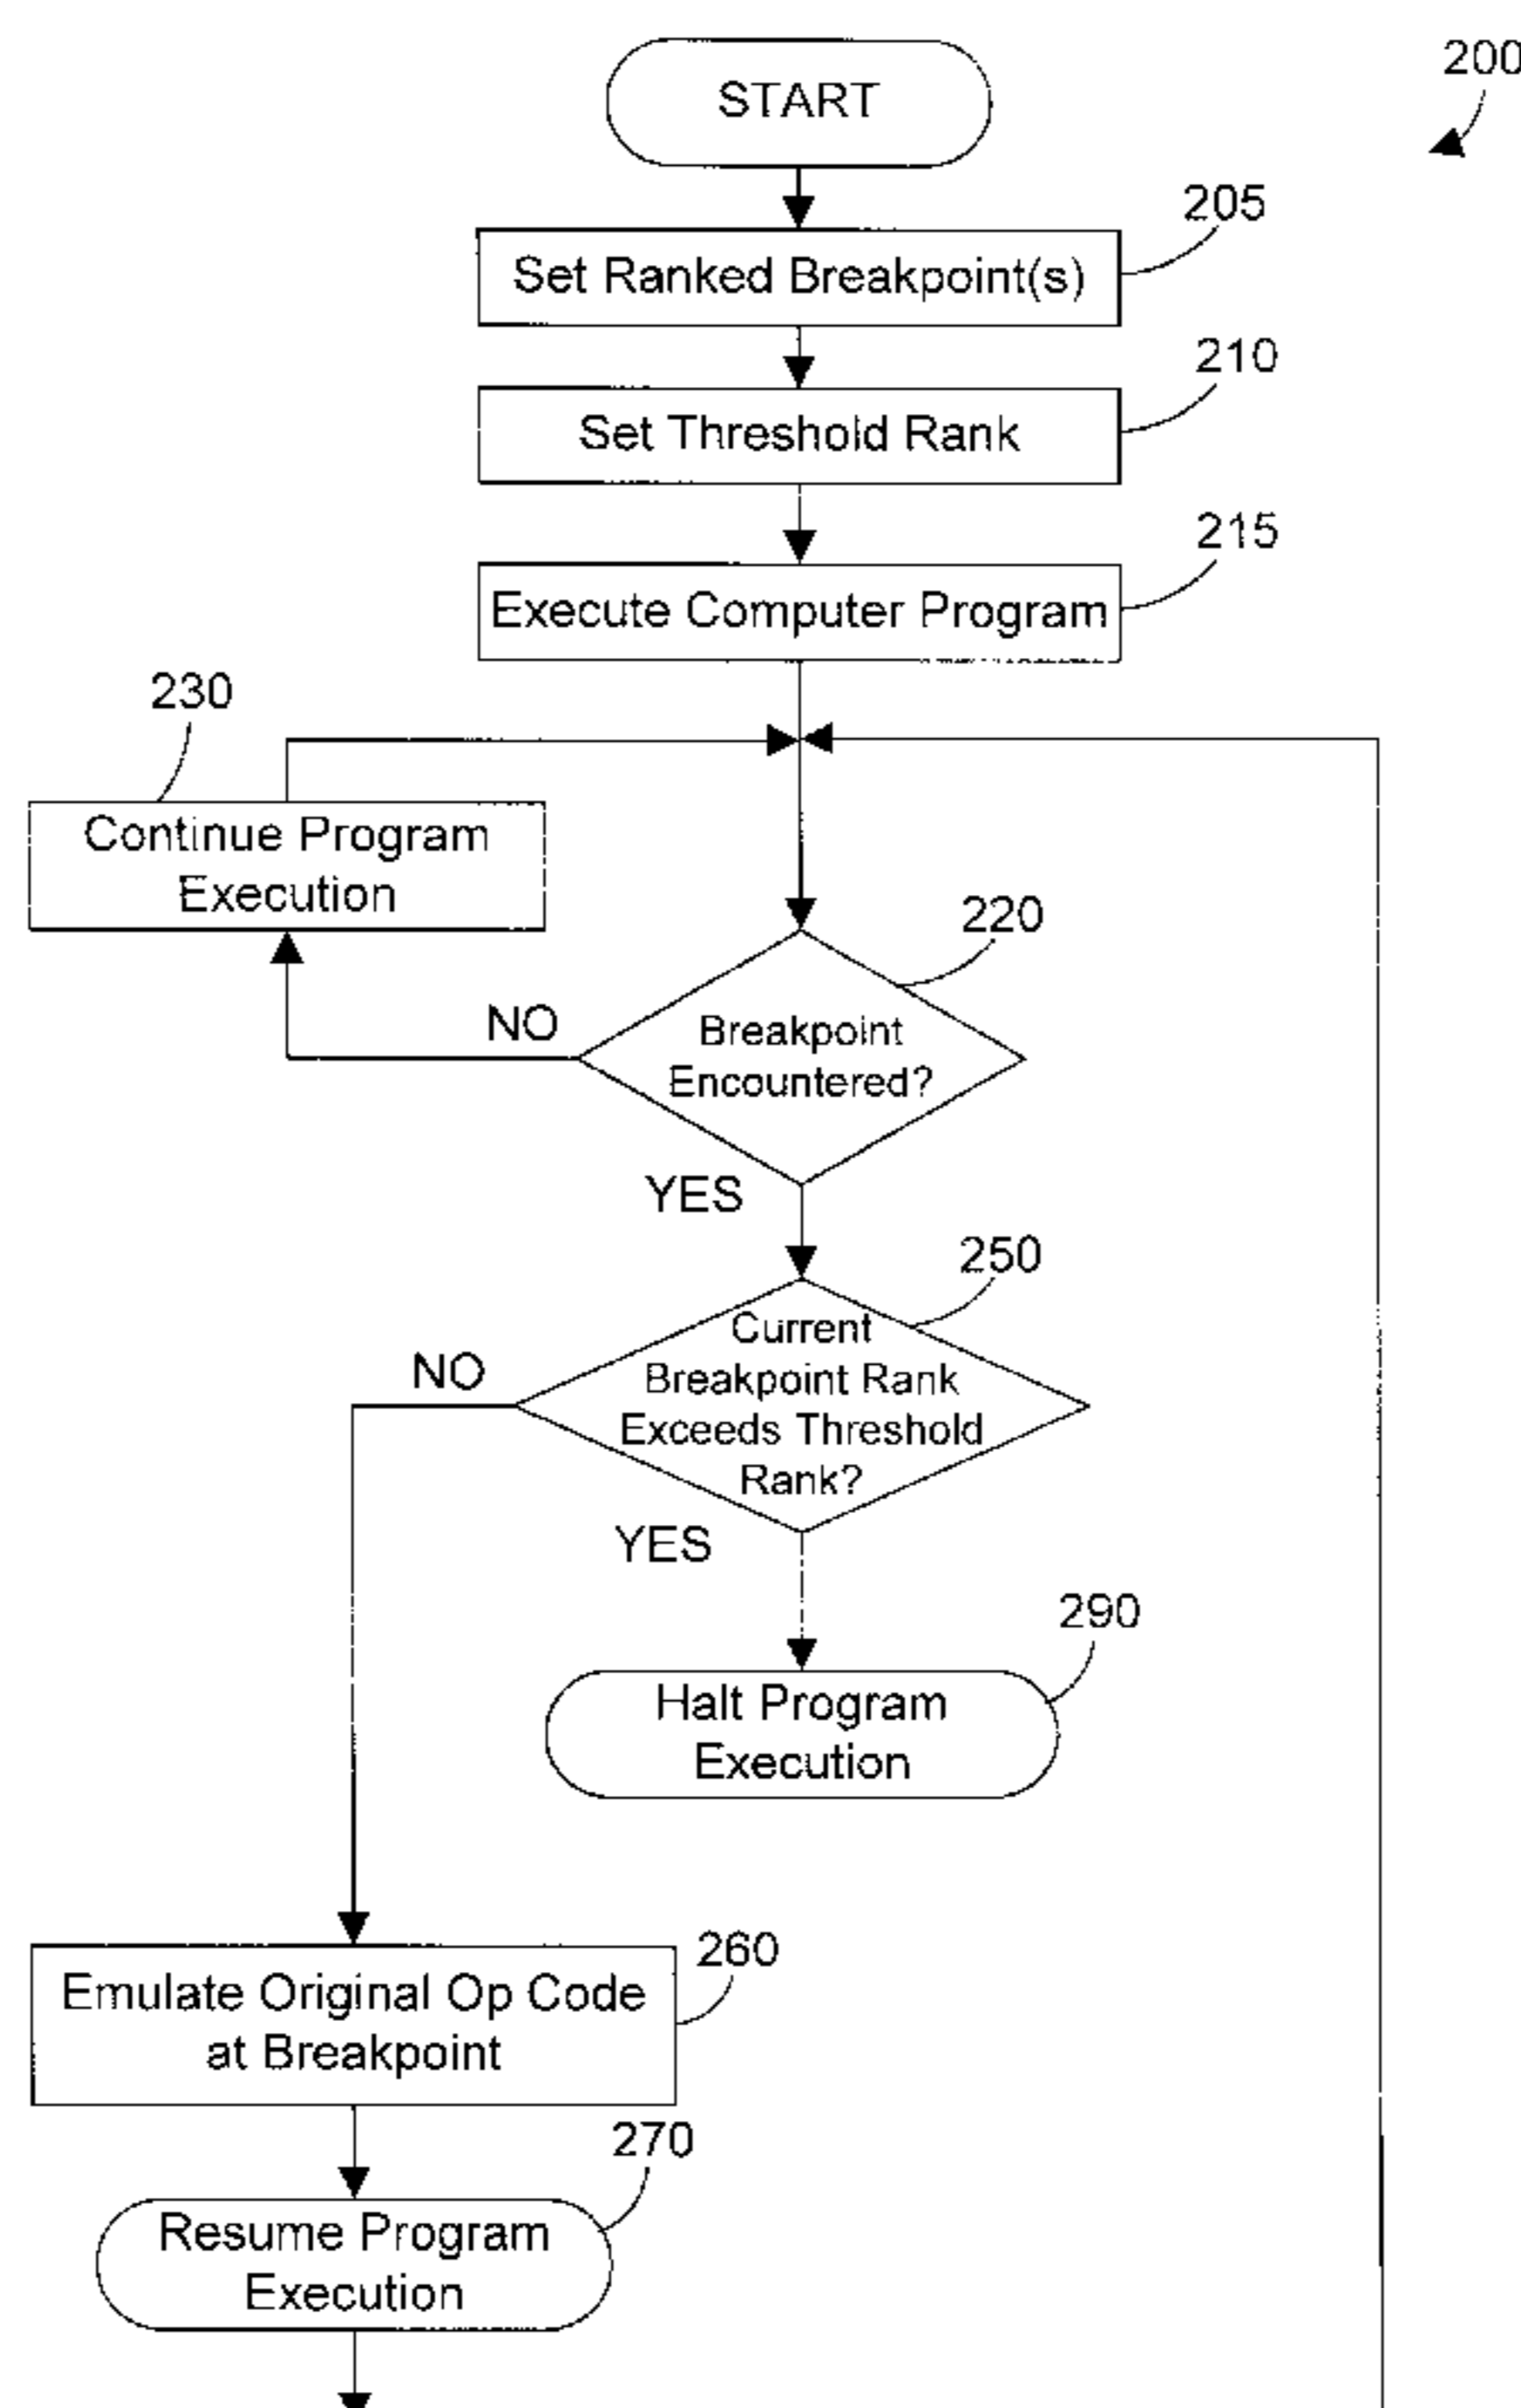 200
START
205
Set Ranked Breakpoint(s)
210
Set Threshold Rank
215
Execute Computer Program
230
Continue Program
Execution
220
NO
Breakpoint
Encountered?
YES
250
NO
Current
Breakpoint Rank
Exceeds Threshold
Rank?
YES
290
Halt Program
Execution
260
Emulate Original Op Code
at Breakpoint
270
Resume Program
Execution